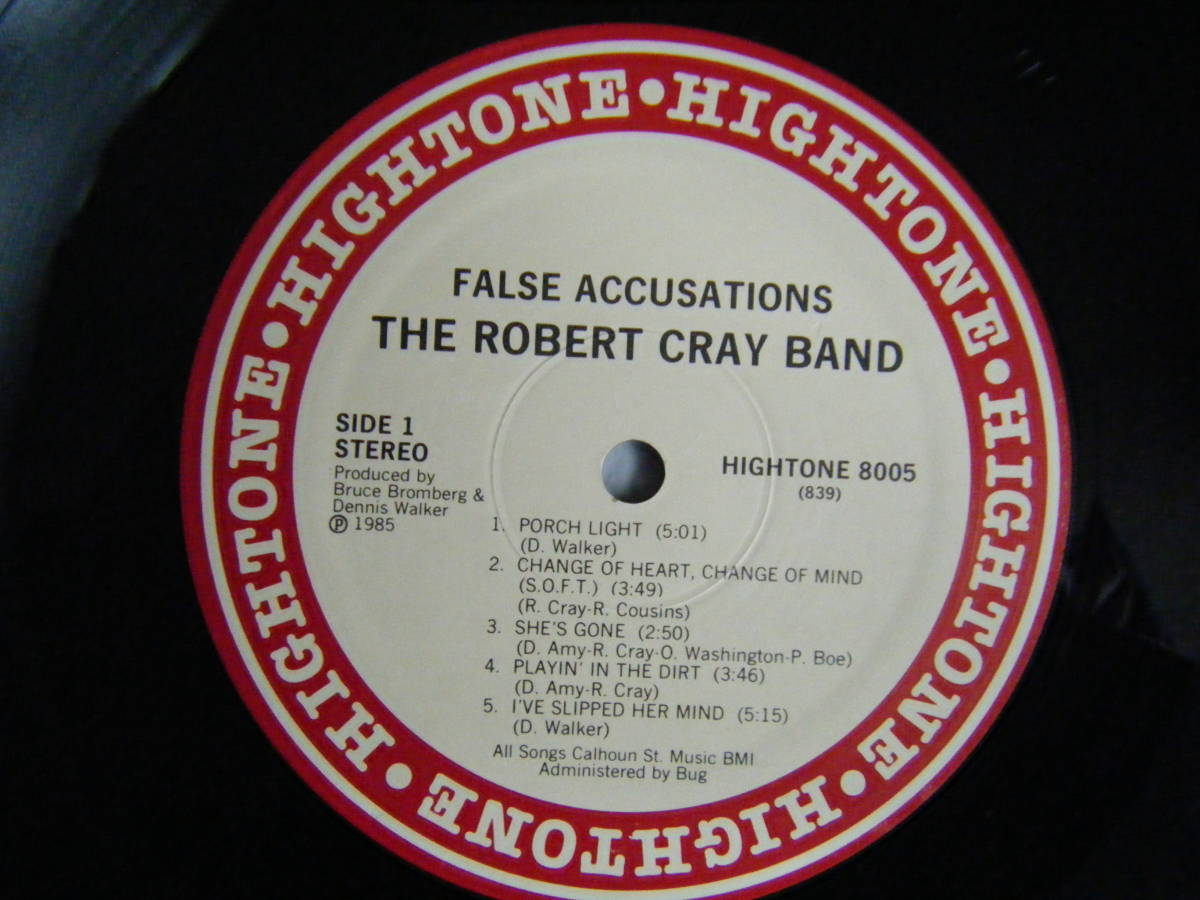 HIGHTONE • HIGHTONE • HIGHTONE • HIGHTONE • HIGHTONE • HIGHTONE • HIGHTONE •
FALSE ACCUSATIONS
THE ROBERT CRAY BAND
SIDE 1
STEREO
Produced by
Bruce Bromberg &
Dennis Walker
℗ 1985
HIGHTONE 8005
(839)
1. PORCH LIGHT (5:01)
(D. Walker)
2. CHANGE OF HEART, CHANGE OF MIND
(S.O.F.T.) (3:49)
(R. Cray-R. Cousins)
3. SHE'S GONE (2:50)
(D. Amy-R. Cray-O. Washington-P. Boe)
4. PLAYIN' IN THE DIRT (3:46)
(D. Amy-R. Cray)
5. I'VE SLIPPED HER MIND (5:15)
(D. Walker)
All Songs Calhoun St. Music BMI
Administered by Bug